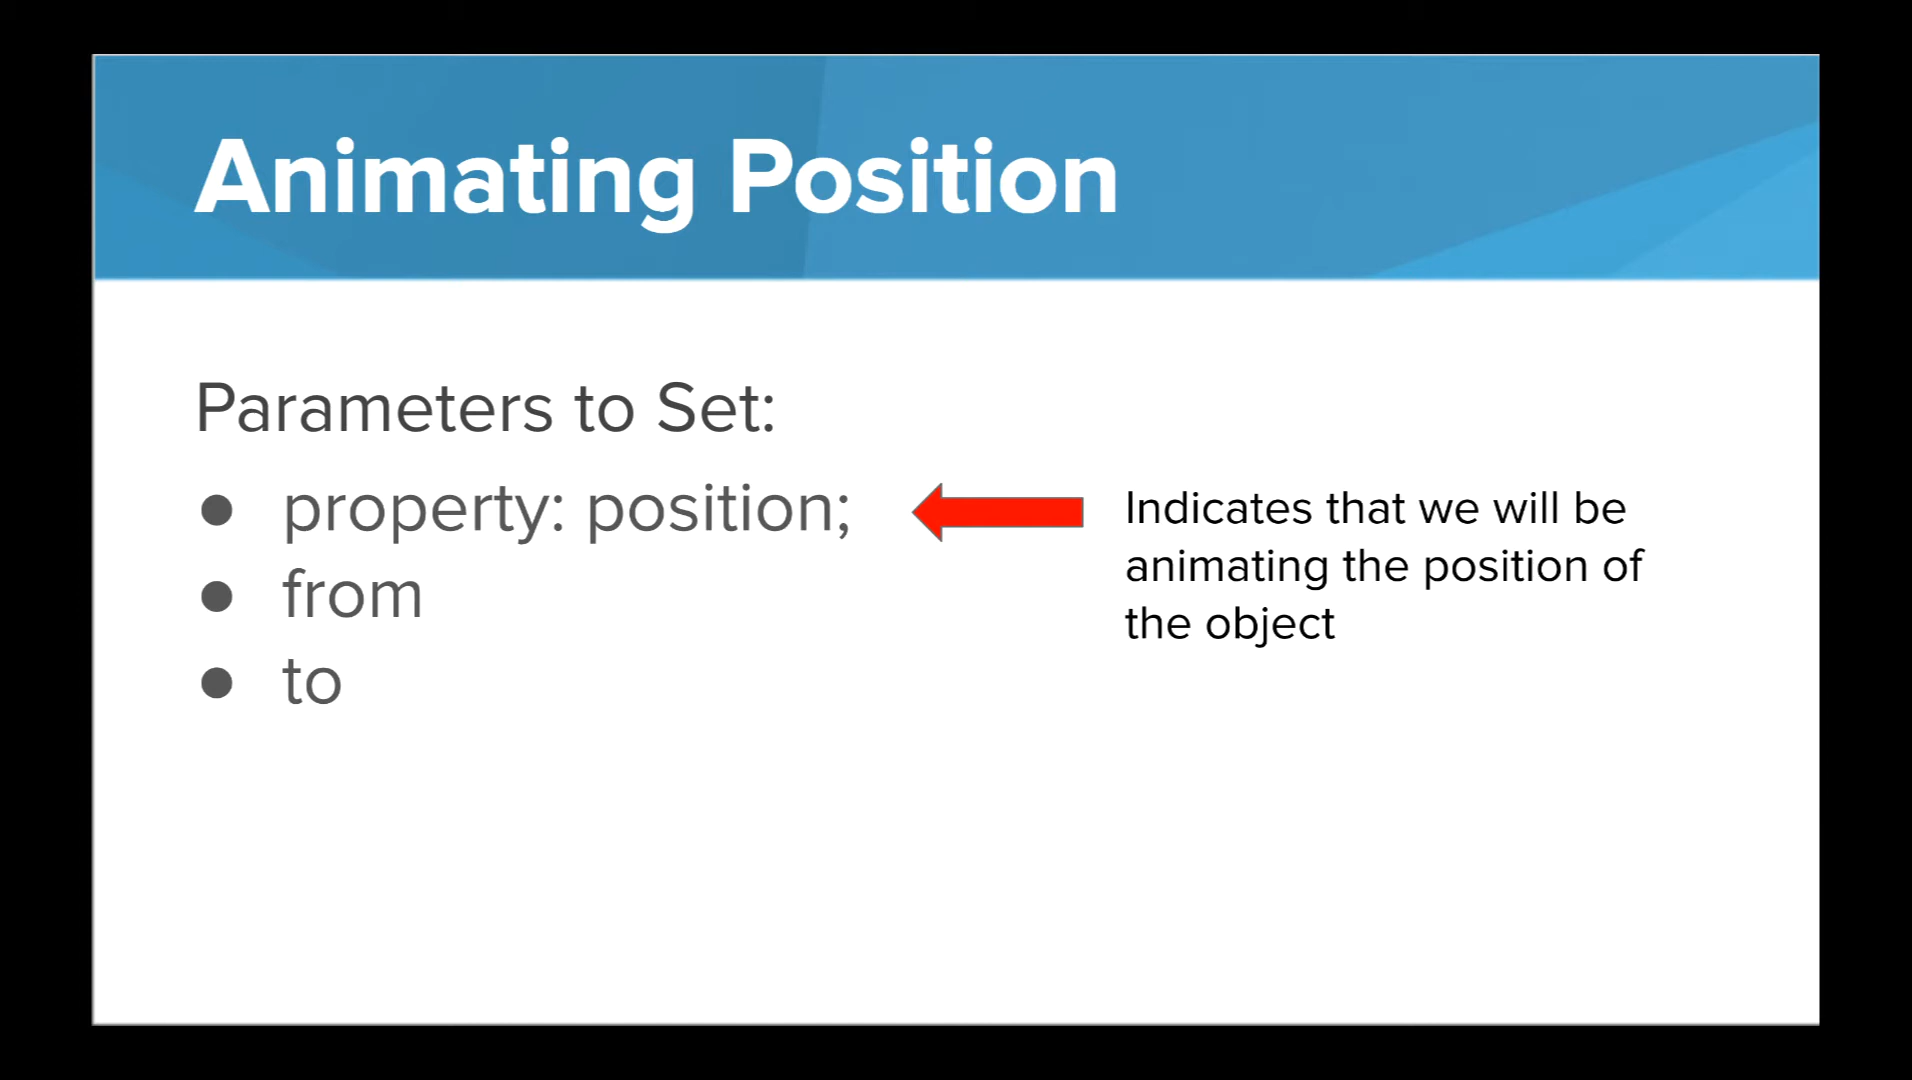 Animating Position
Parameters to Set:
● property: position;
● from
● to
Indicates that we will be
animating the position of
the object